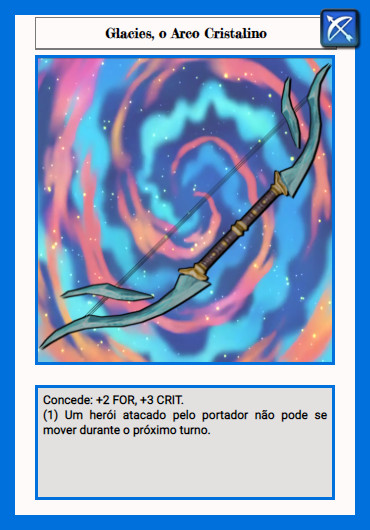 Glacies, o Arco Cristalino
Concede: +2 FOR, +3 CRIT.
(1) Um herói atacado pelo portador não pode se
mover durante o próximo turno.